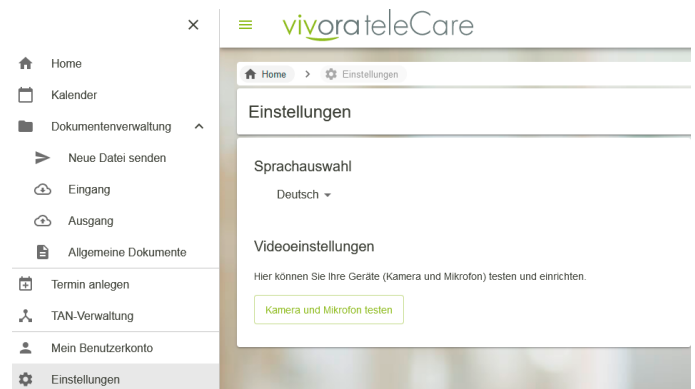 vivorateleCare
Home
Kalender
Dokumentenverwaltung
Neue Datei senden
Eingang
Ausgang
Allgemeine Dokumente
Termin anlegen
TAN-Verwaltung
Mein Benutzerkonto
Einstellungen
Home > Einstellungen
Einstellungen
Sprachauswahl
Deutsch
Videoeinstellungen
Hier können Sie Ihre Geräte (Kamera und Mikrofon) testen und einrichten.
Kamera und Mikrofon testen